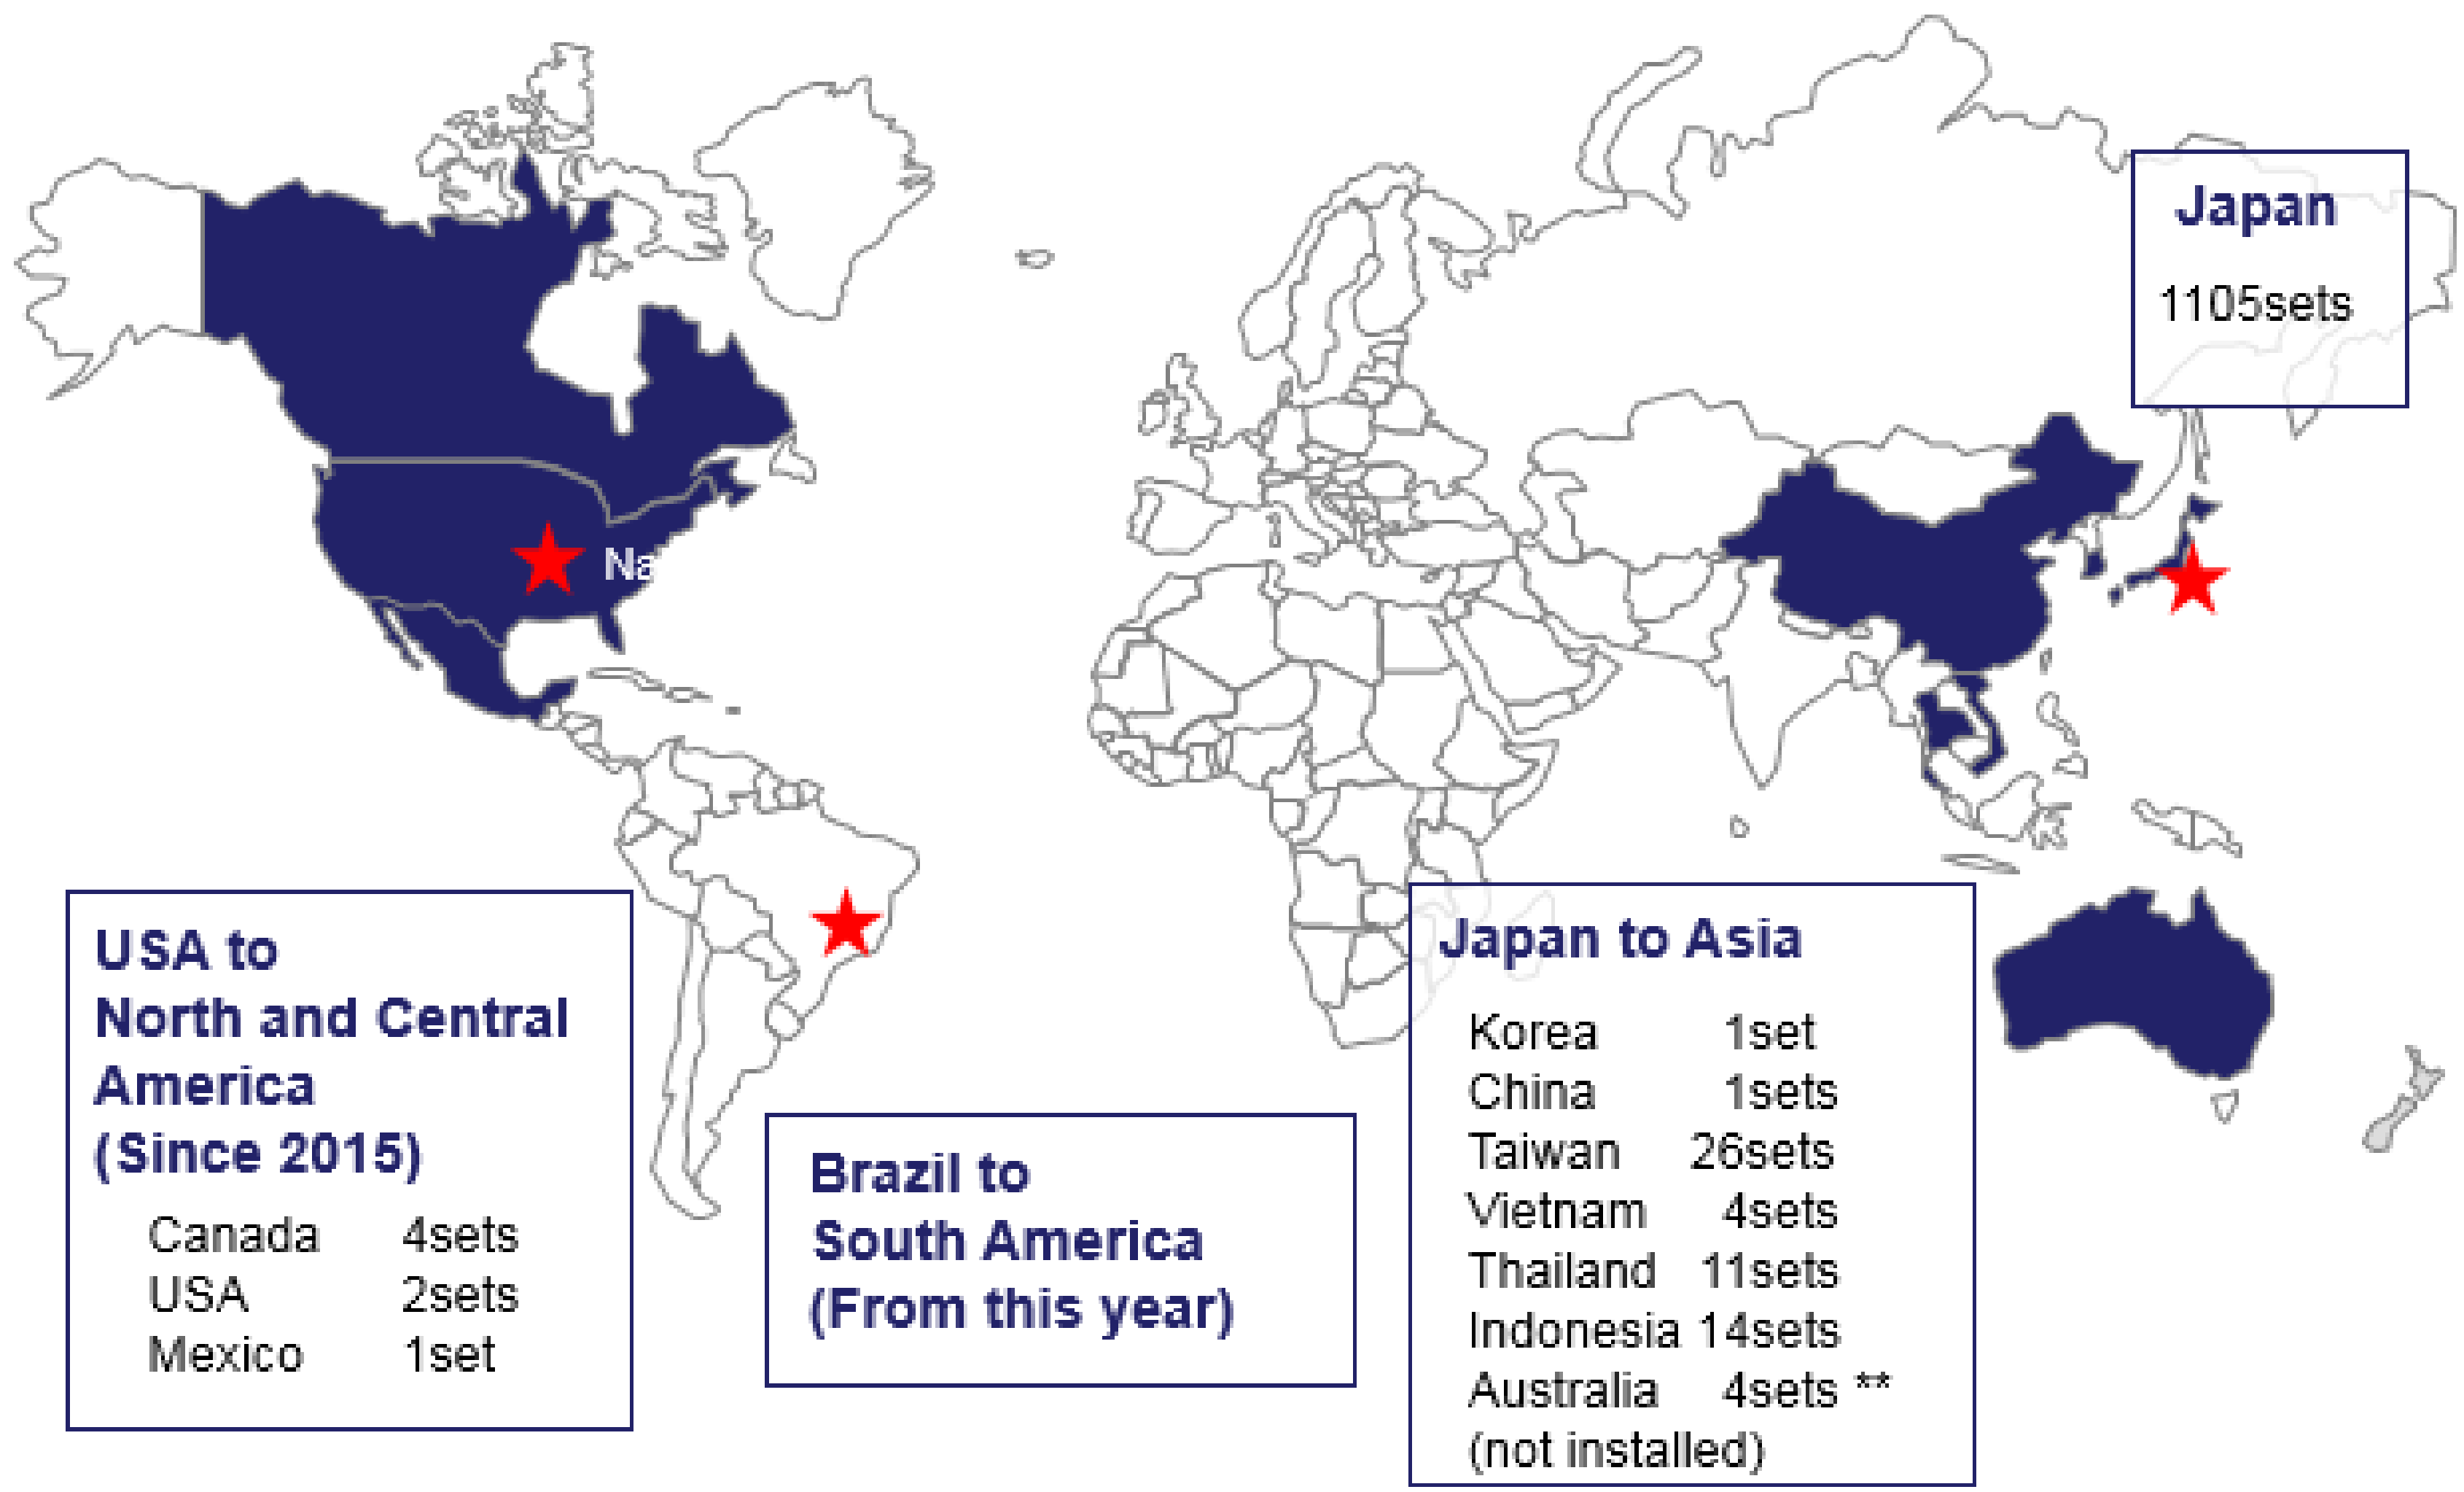 Japan
1105sets
Na
USA to
North and Central
America
(Since 2015)
Canada 4sets
USA 2sets
Mexico 1set
Brazil to
South America
(From this year)
Japan to Asia
Korea 1set
China 1sets
Taiwan 26sets
Vietnam 4sets
Thailand 11sets
Indonesia 14sets
Australia 4sets **
(not installed)